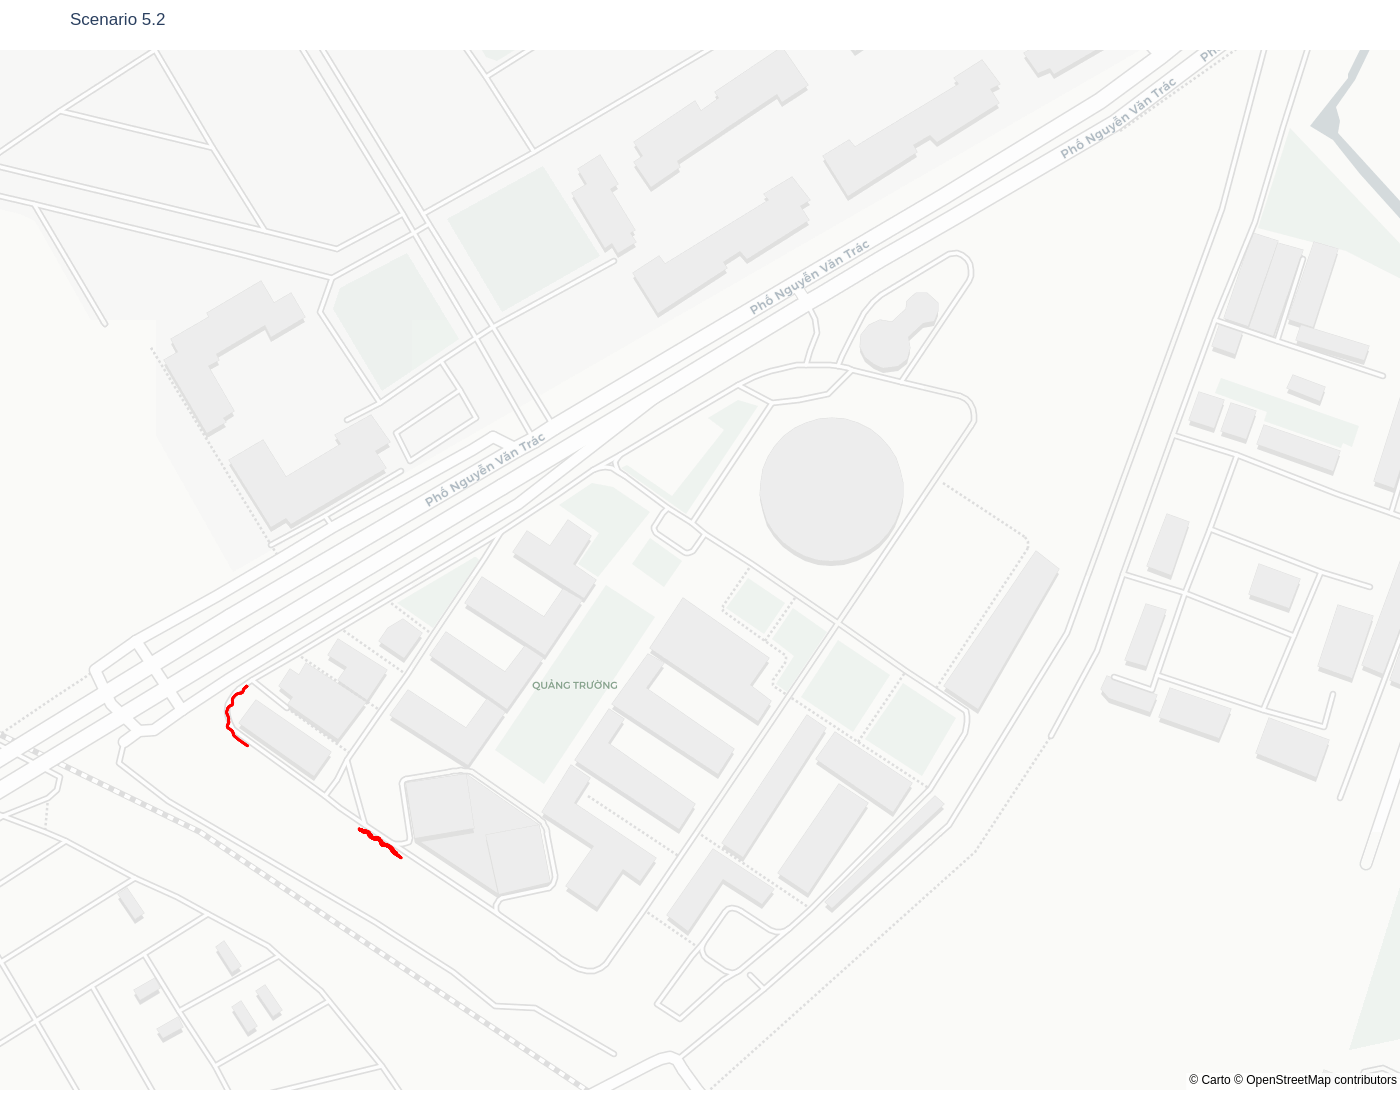 Scenario 5.2
Phố Nguyễn Văn Trác
Phố Nguyễn Văn Trác
Phố Nguyễn Văn Trác
QUẢNG TRƯỜNG
© Carto © OpenStreetMap contributors